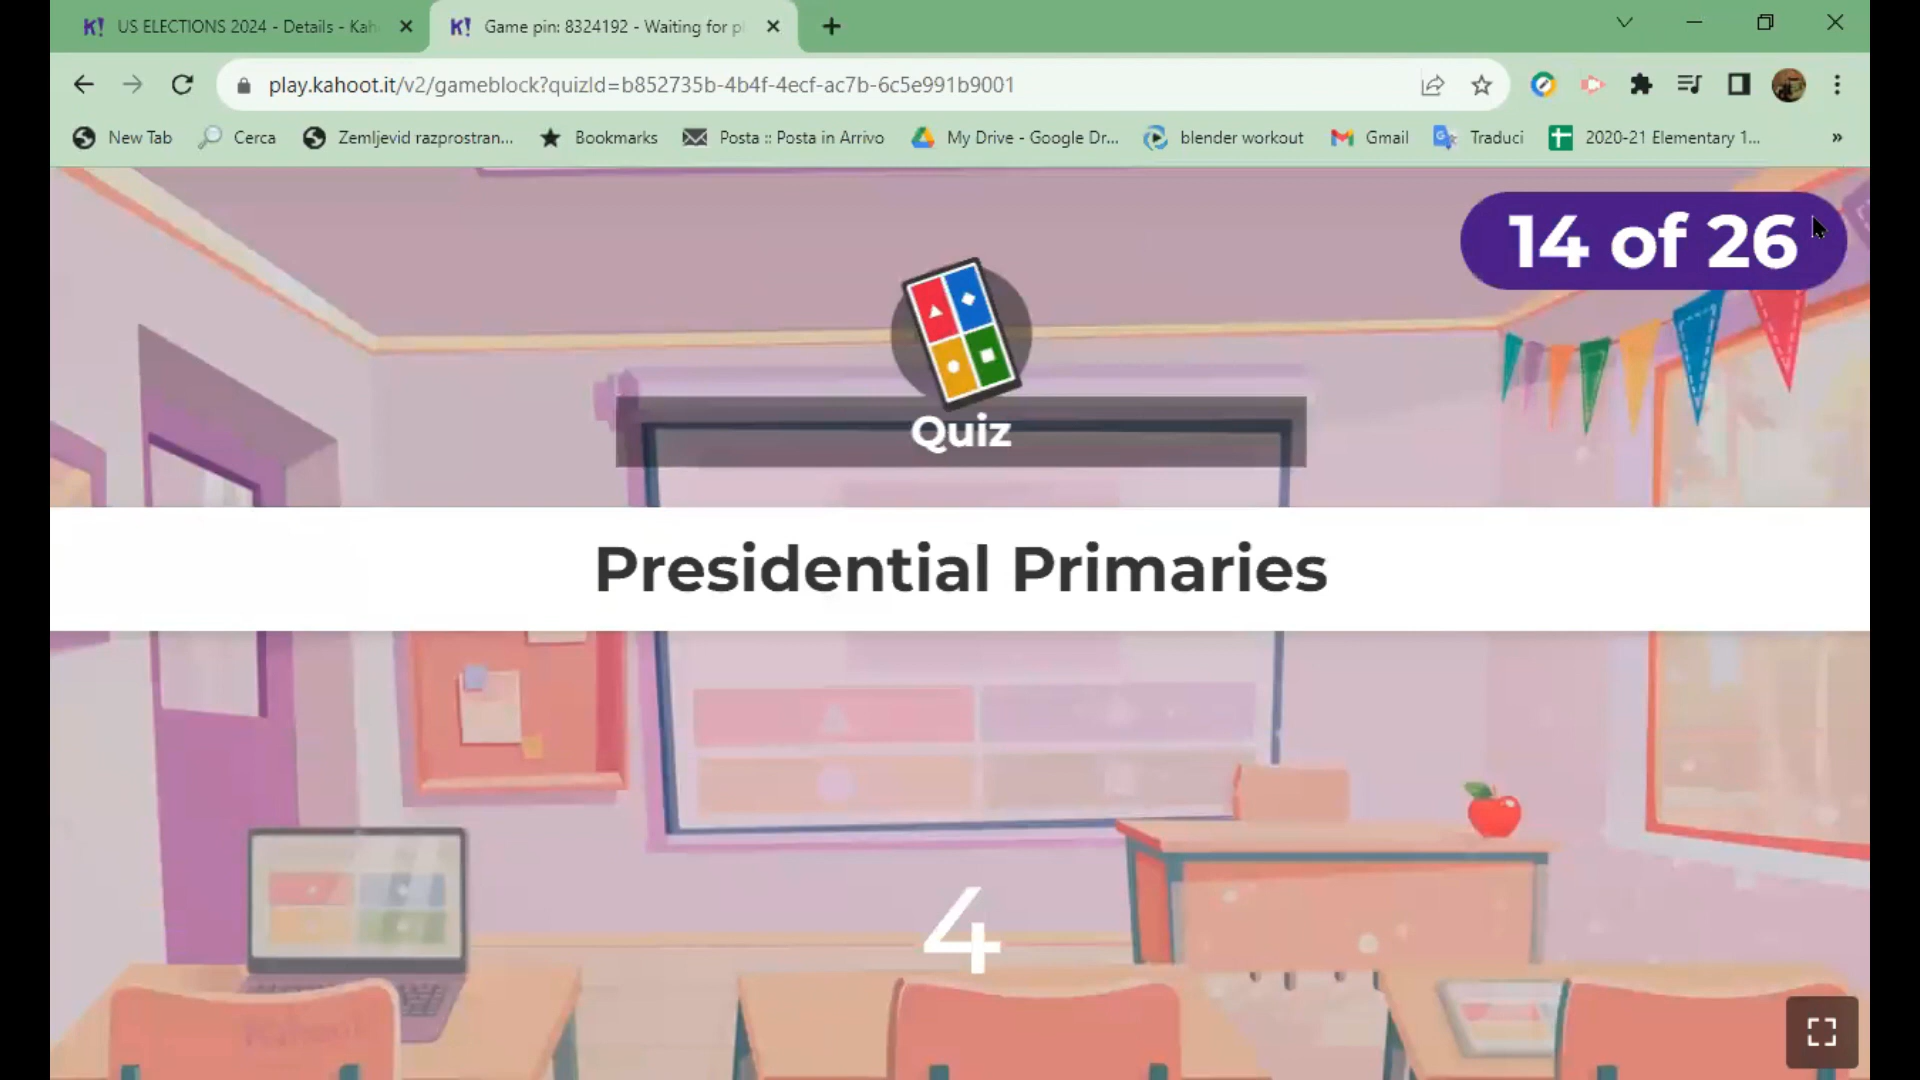 K! US ELECTIONS 2024 - Details - Kah
K! Game pin: 8324192 - Waiting for pl
play.kahoot.it/v2/gameblock?quizId=b852735b-4b4f-4ecf-ac7b-6c5e991b9001
New Tab Cerca Zemljevid razprostran... Bookmarks Posta :: Posta in Arrivo My Drive - Google Dr... blender workout Gmail Traduci 2020-21 Elementary 1... »
14 of 26
Quiz
Presidential Primaries
4